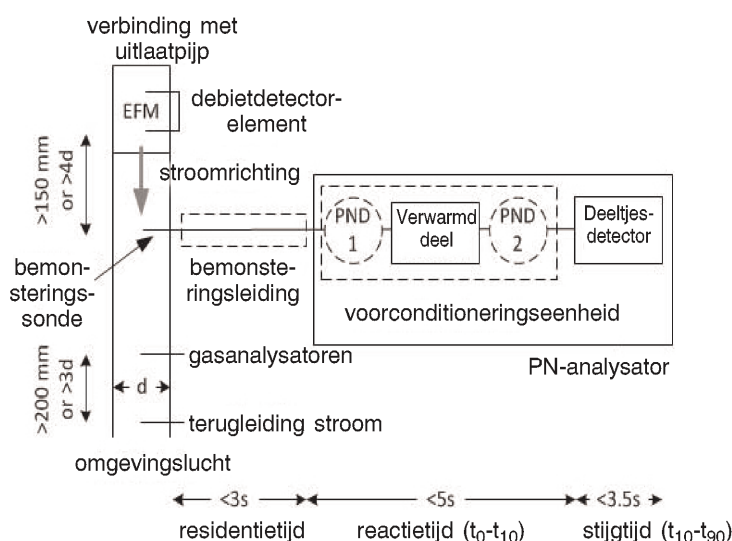 verbinding met
uitlaatpijp
EFM
debietdetector-
element
>150 mm
or >4d
stroomrichting
PND
1
Verwarmd
deel
PND
2
Deeltjes-
detector
bemon-
sterings-
sonde
bemonste-
ringsleiding
voorconditioneringseenheid
PN-analysator
gasanalysatoren
>200 mm
or >3d
d
terugleiding stroom
omgevingslucht
<3s
<5s
<3.5s
residentietijd
reactietijd (t0-t10)
stijgtijd (t10-t90)